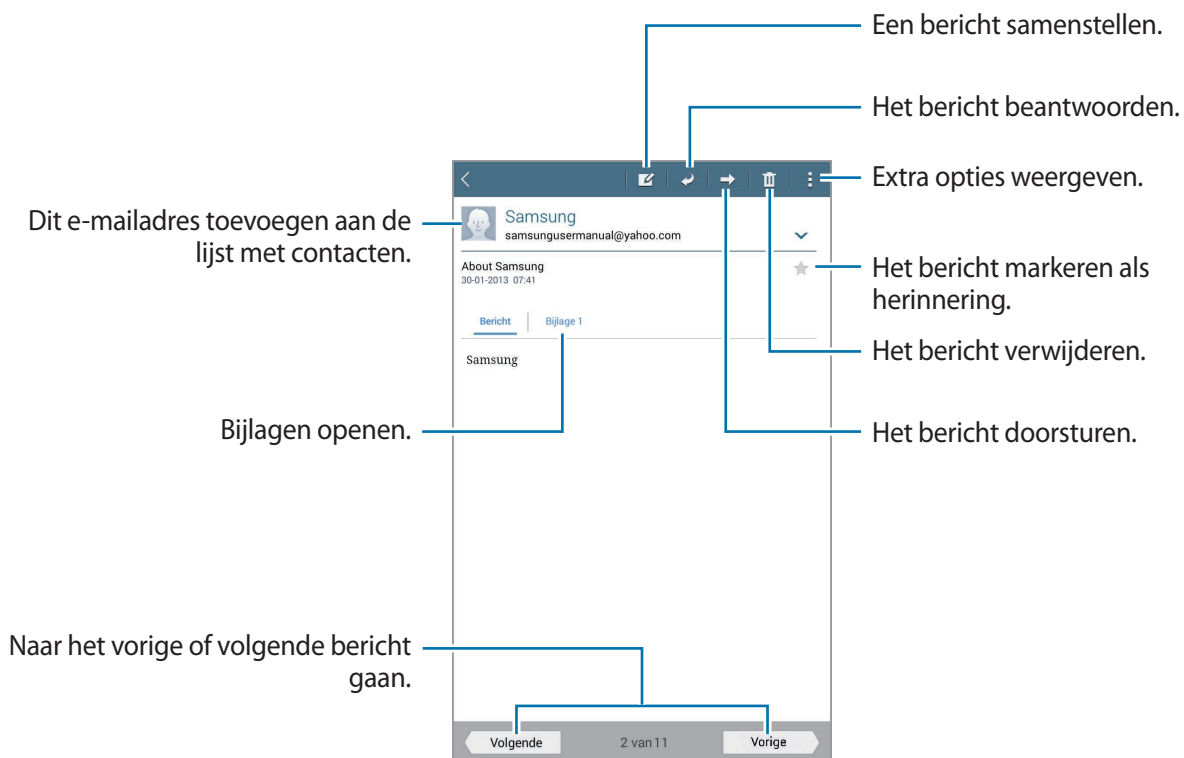 Een bericht samenstellen.
Het bericht beantwoorden.
Extra opties weergeven.
Dit e-mailadres toevoegen aan de
lijst met contacten.
Samsung
samsungusermanual@yahoo.com
About Samsung
30-01-2013 07:41
Het bericht markeren als
herinnering.
Bericht
Bijlage 1
Het bericht verwijderen.
Samsung
Bijlagen openen.
Het bericht doorsturen.
Naar het vorige of volgende bericht
gaan.
Volgende
2 van 11
Vorige